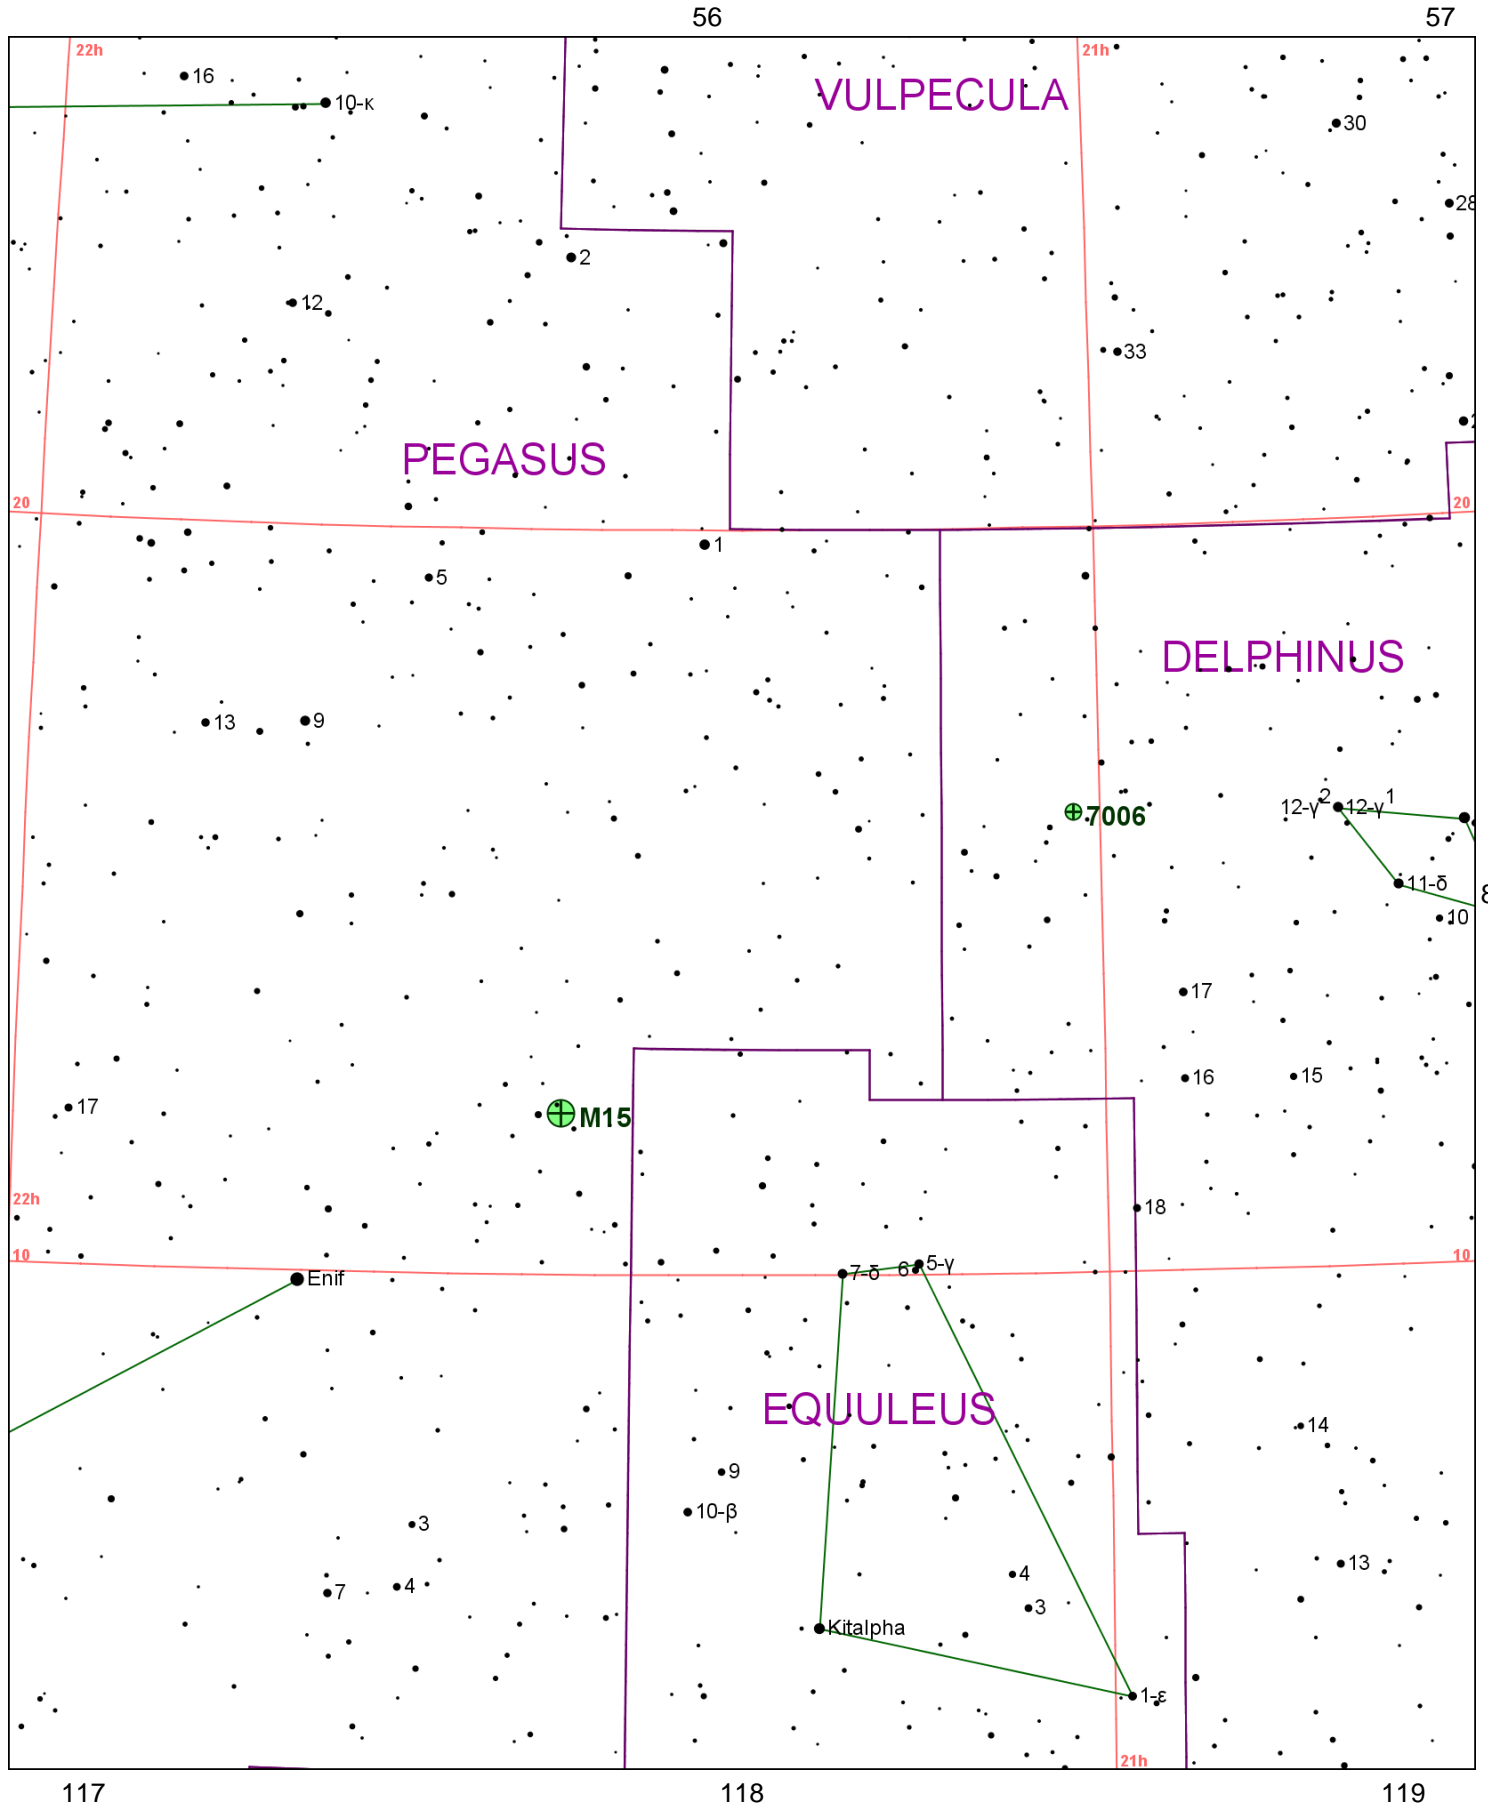 56 57
22h 21h
16
10-κ
VULPECULA
30
28
2
12
33
PEGASUS
20 20
1
5
DELPHINUS
13 9
7006
12-γ² 12-γ¹
11-δ
10
17
16 15
17
M15
22h
18
10 10
Enif
7-δ 6 5-γ
EQUULEUS
14
9
10-β
3
13
7 4
4
3
Kitalpha
1-ε
21h
117 118 119